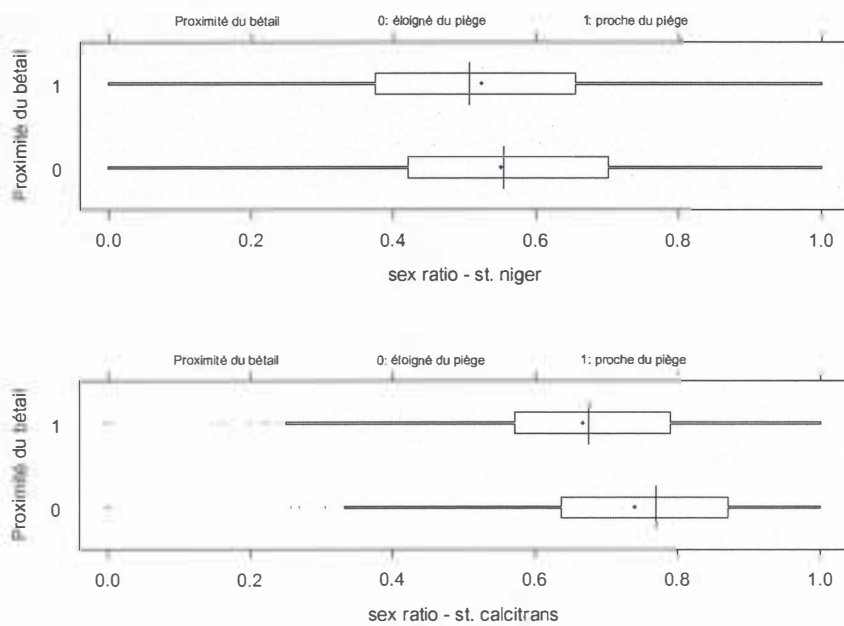 Proximité du bétail 0: éloigné du piège 1: proche du piège
Proximité du bétail
1
0
0.0 0.2 0.4 0.6 0.8 1.0
sex ratio - st. niger
Proximité du bétail 0: éloigné du piège 1: proche du piège
Proximité du bétail
1
0
0.0 0.2 0.4 0.6 0.8 1.0
sex ratio - st. calcitrans